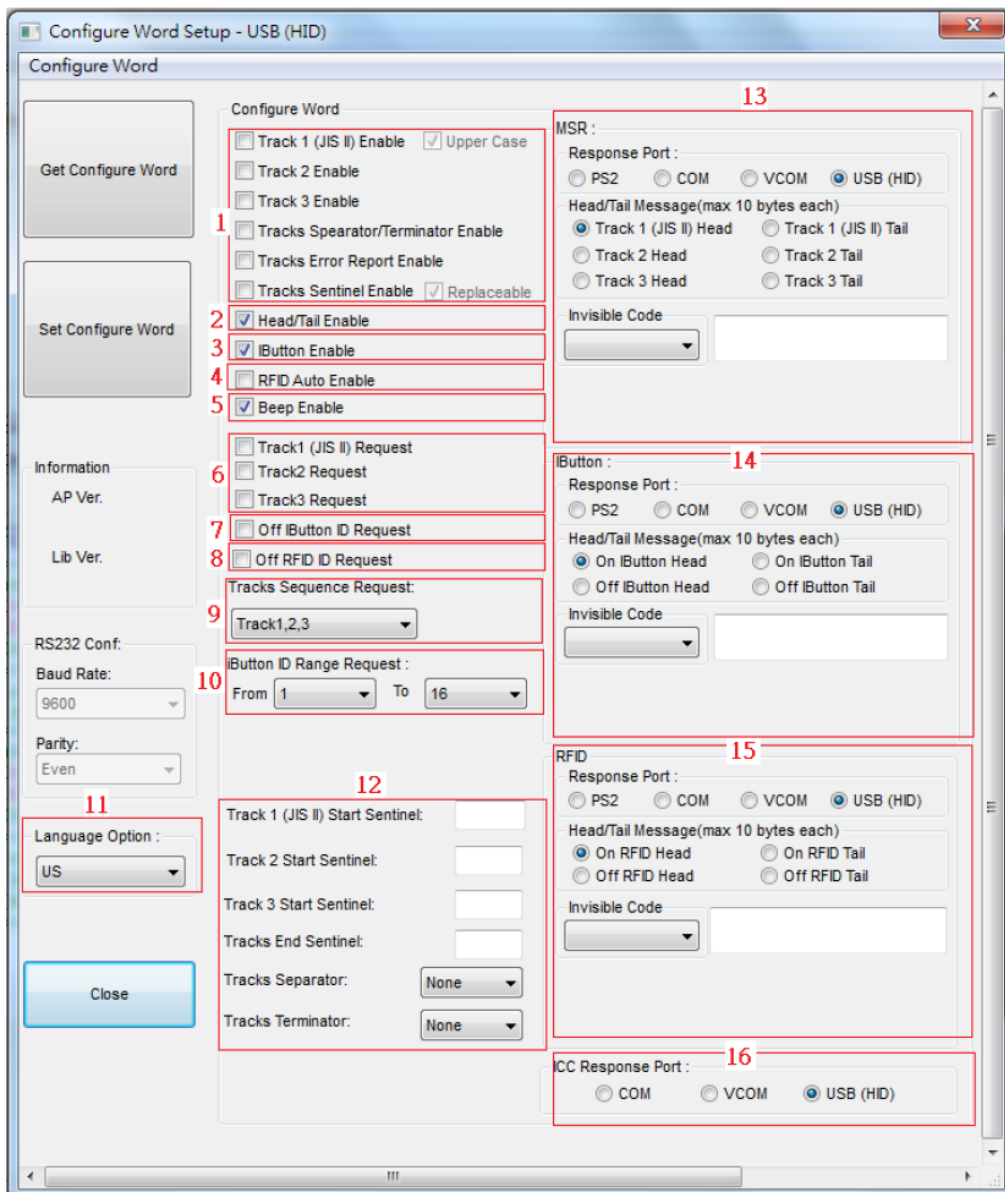 Configure Word Setup - USB (HID)
Configure Word
Get Configure Word
Set Configure Word
Information
AP Ver.
Lib Ver.
RS232 Conf:
Baud Rate:
9600
Parity:
Even
11
Language Option :
US
Close
Configure Word
1
Track 1 (JIS II) Enable Upper Case
Track 2 Enable
Track 3 Enable
Tracks Spearator/Terminator Enable
Tracks Error Report Enable
Tracks Sentinel Enable Replaceable
2 Head/Tail Enable
3 IButton Enable
4 RFID Auto Enable
5 Beep Enable
6
Track1 (JIS II) Request
Track2 Request
Track3 Request
7 Off IButton ID Request
8 Off RFID ID Request
9
Tracks Sequence Request:
Track1,2,3
10
iButton ID Range Request :
From 1 To 16
12
Track 1 (JIS II) Start Sentinel:
Track 2 Start Sentinel:
Track 3 Start Sentinel:
Tracks End Sentinel:
Tracks Separator: None
Tracks Terminator: None
13
MSR :
Response Port :
PS2 COM VCOM USB (HID)
Head/Tail Message(max 10 bytes each)
Track 1 (JIS II) Head Track 1 (JIS II) Tail
Track 2 Head Track 2 Tail
Track 3 Head Track 3 Tail
Invisible Code
14
IButton :
Response Port :
PS2 COM VCOM USB (HID)
Head/Tail Message(max 10 bytes each)
On IButton Head On IButton Tail
Off IButton Head Off IButton Tail
Invisible Code
15
RFID
Response Port :
PS2 COM VCOM USB (HID)
Head/Tail Message(max 10 bytes each)
On RFID Head On RFID Tail
Off RFID Head Off RFID Tail
Invisible Code
16
ICC Response Port :
COM VCOM USB (HID)